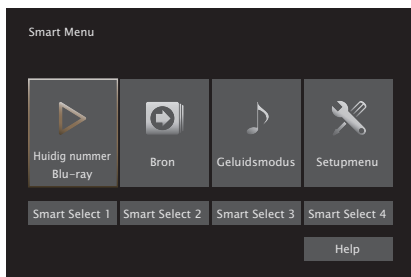 Smart Menu
Huidig nummer
Blu-ray
Bron
Geluidsmodus
Setupmenu
Smart Select 1
Smart Select 2
Smart Select 3
Smart Select 4
Help